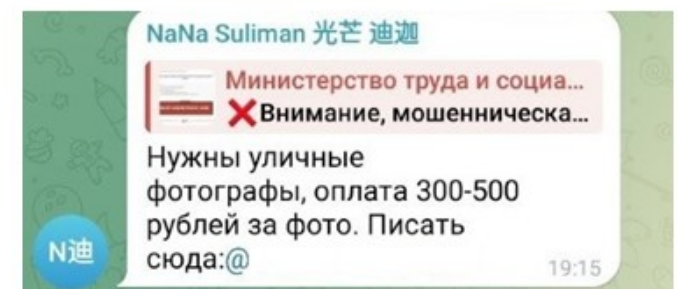 NaNa Suliman 光芒 迪迦
Министерство труда и социа...
❌Внимание, мошенническа...
Нужны уличные
фотографы, оплата 300-500
рублей за фото. Писать
сюда:@
19:15
N迪